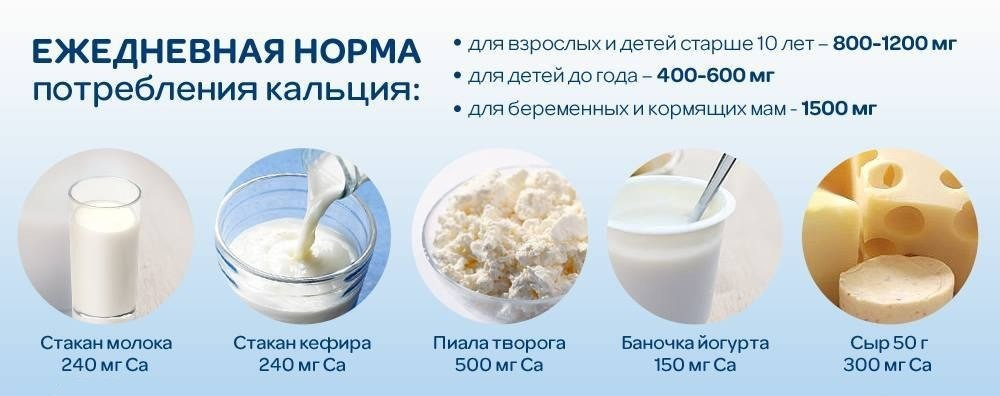 ЕЖЕДНЕВНАЯ НОРМА
потребления кальция:
• для взрослых и детей старше 10 лет – 800-1200 мг
• для детей до года – 400-600 мг
• для беременных и кормящих мам - 1500 мг
Стакан молока
240 мг Са
Стакан кефира
240 мг Са
Пиала творога
500 мг Са
Баночка йогурта
150 мг Са
Сыр 50 г
300 мг Са